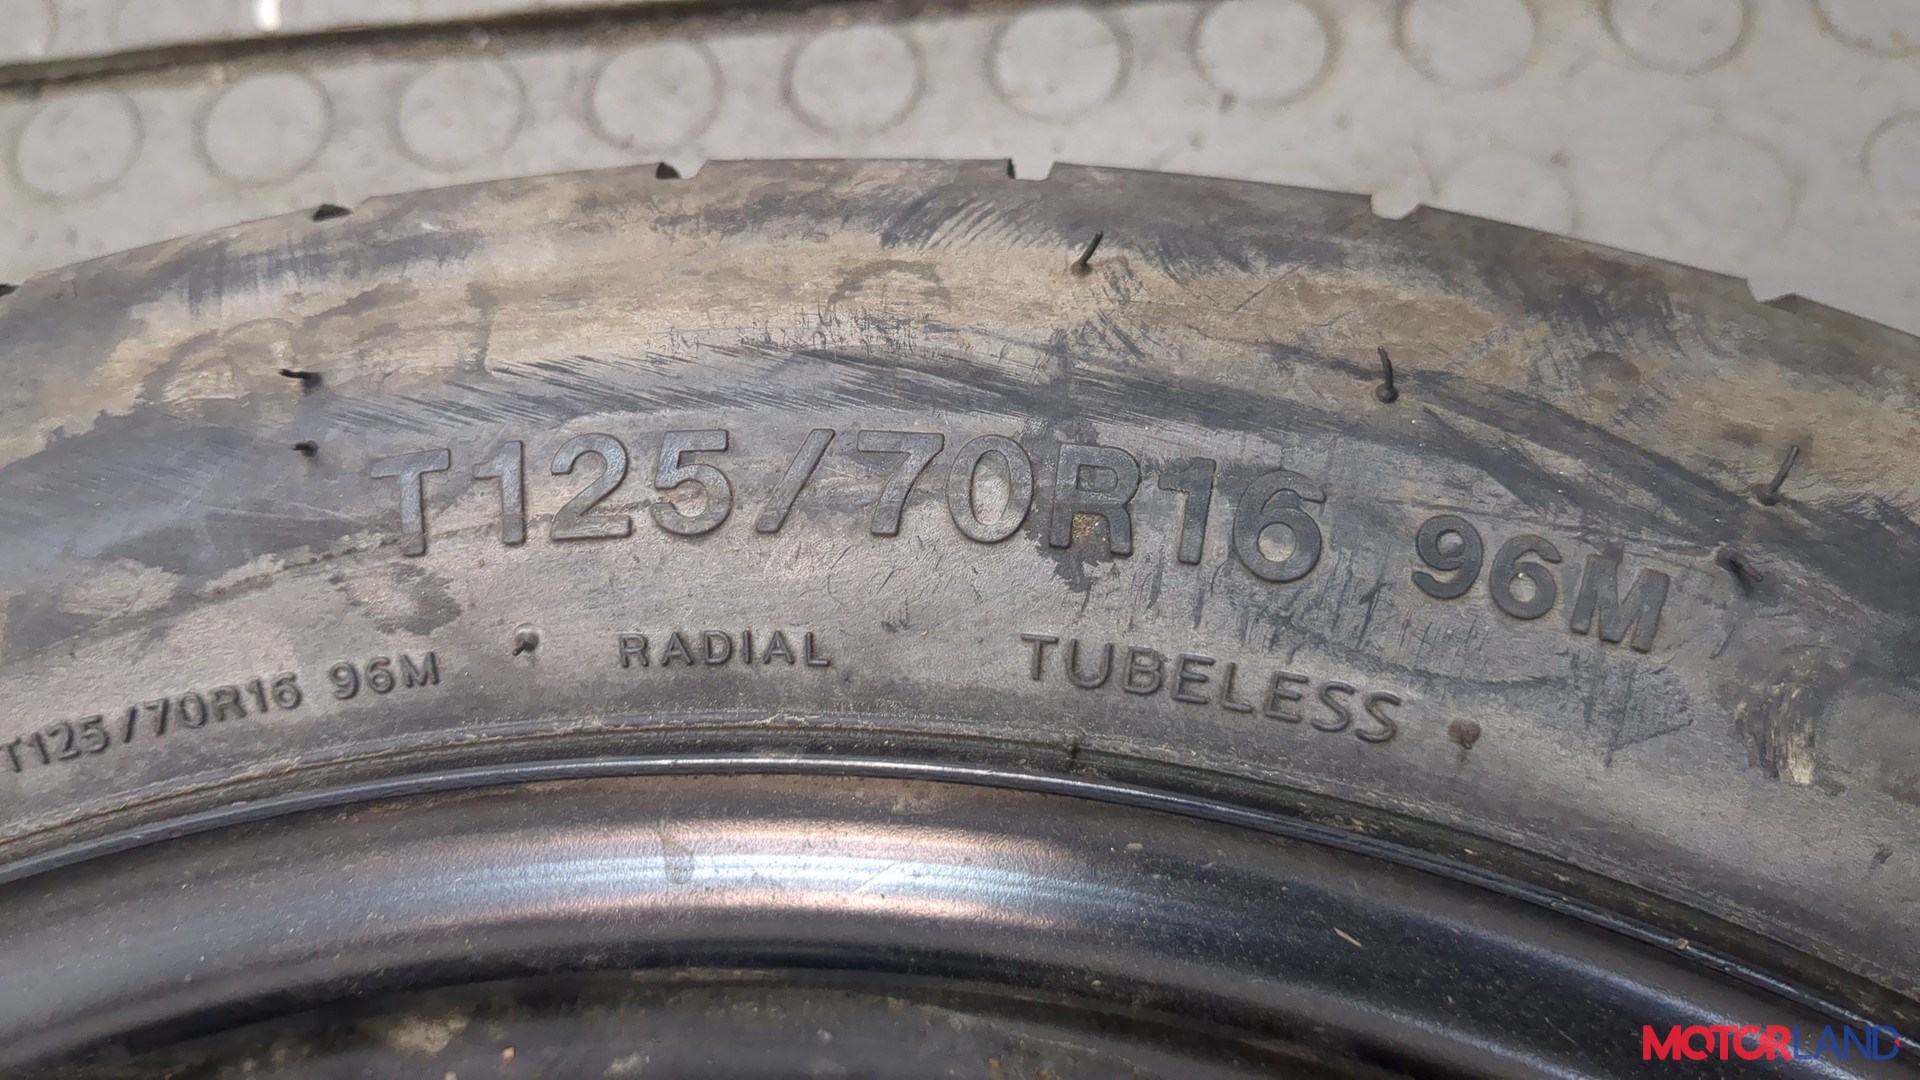 T125/70R16 96M
T125/70R16 96M RADIAL TUBELESS
MOTORLAND